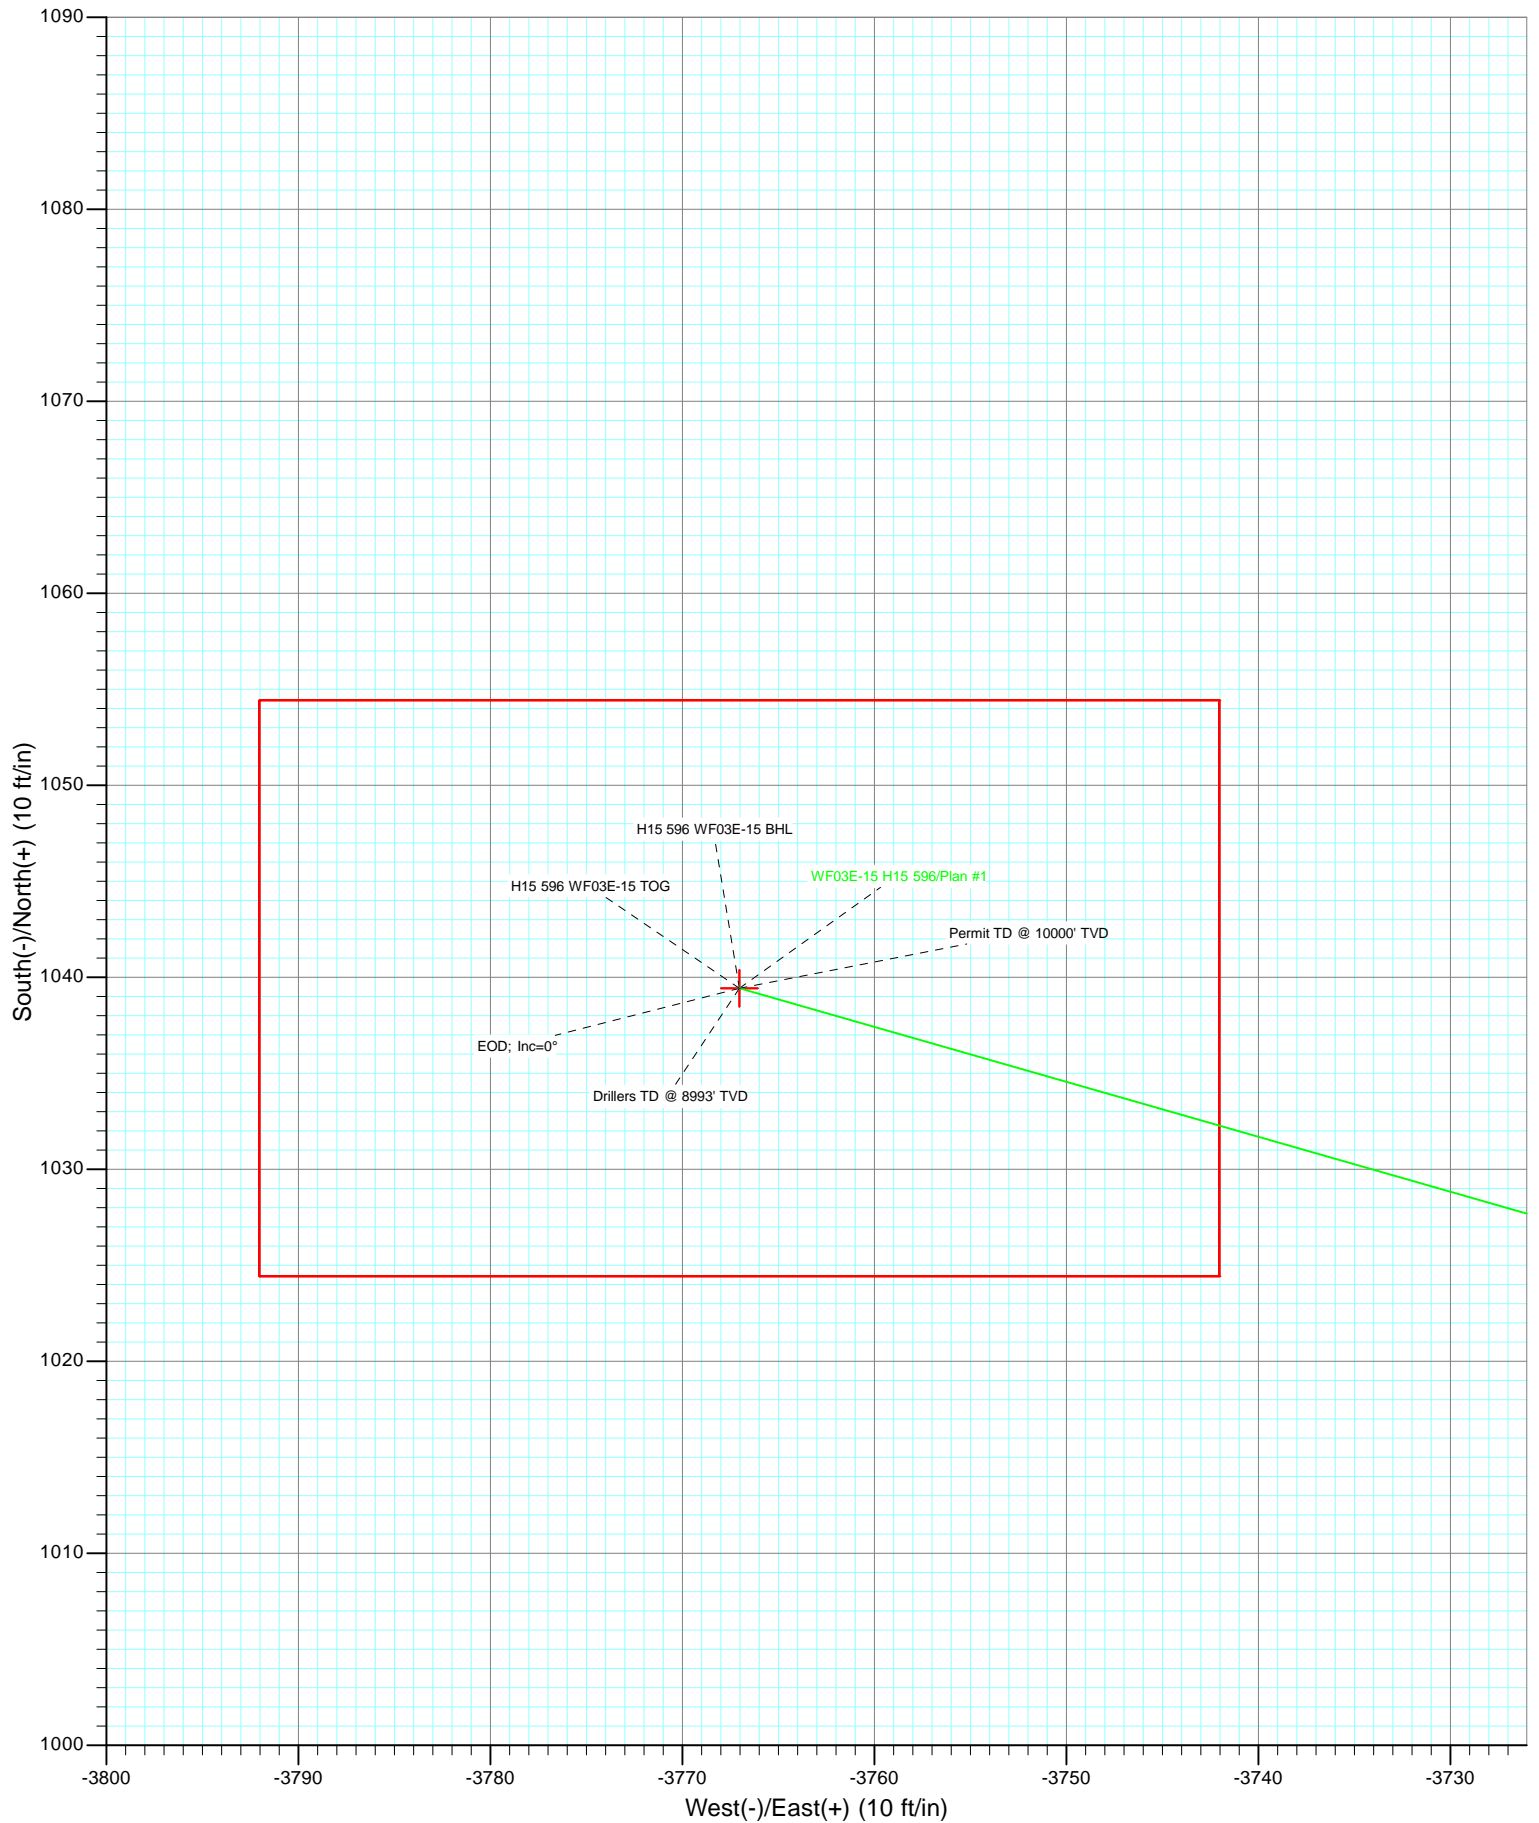 1090
1080
1070
1060
1050
1040
1030
1020
1010
1000
South(-)/North(+) (10 ft/in)
H15 596 WF03E-15 BHL
WF03E-15 H15 596/Plan #1
H15 596 WF03E-15 TOG
Permit TD @ 10000' TVD
EOD; Inc=0°
Drillers TD @ 8993' TVD
-3800 -3790 -3780 -3770 -3760 -3750 -3740 -3730
West(-)/East(+) (10 ft/in)